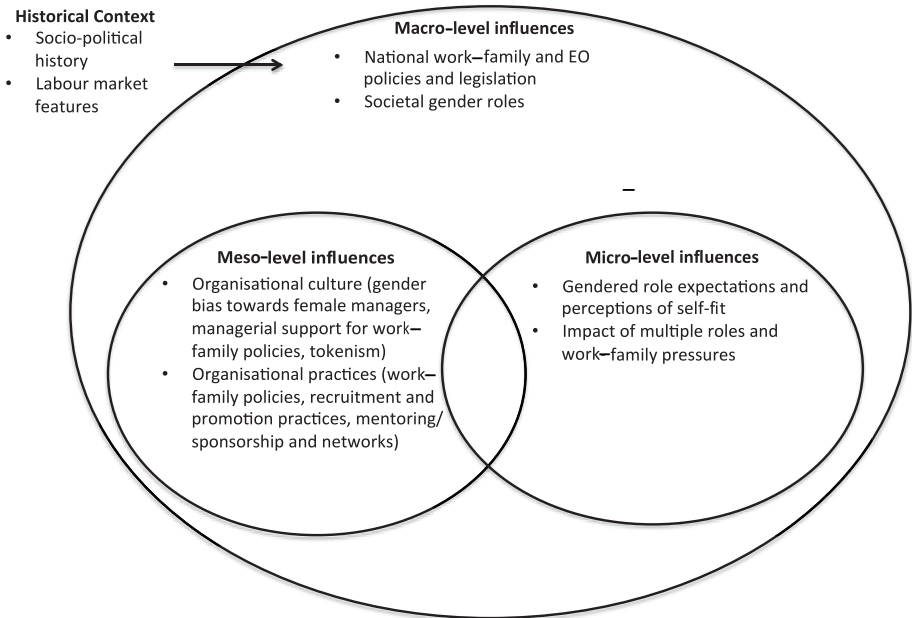 Historical Context
• Socio-political
history
• Labour market
features
Macro–level influences
• National work–family and EO
policies and legislation
• Societal gender roles
–
Meso–level influences
• Organisational culture (gender
bias towards female managers,
managerial support for work–
family policies, tokenism)
• Organisational practices (work–
family policies, recruitment and
promotion practices, mentoring/
sponsorship and networks)
Micro–level influences
• Gendered role expectations and
perceptions of self-fit
• Impact of multiple roles and
work–family pressures